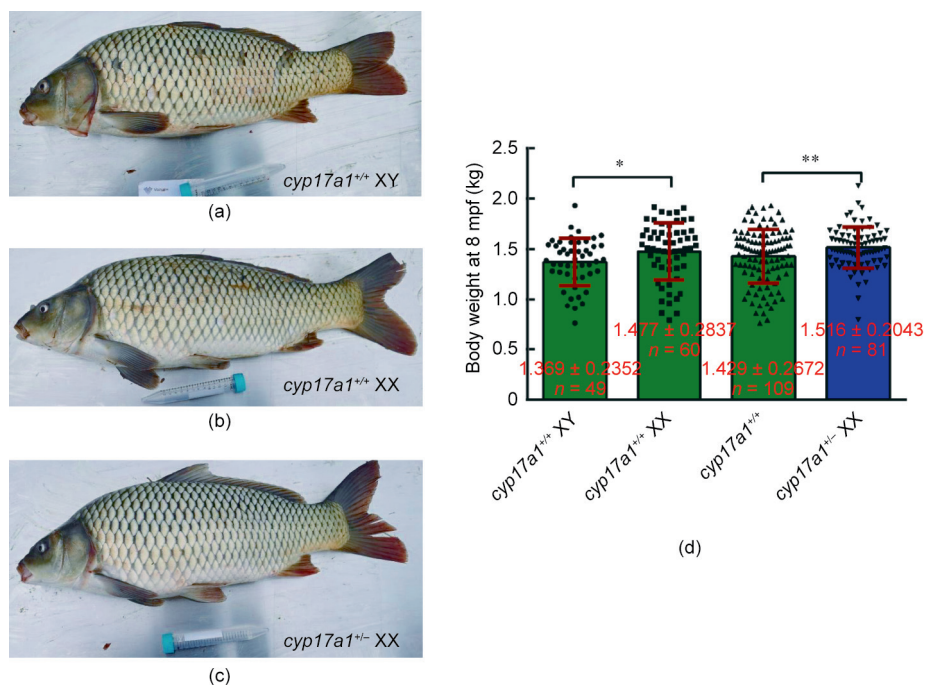 cyp17a1+/+ XY
(a)
cyp17a1+/+ XX
(b)
cyp17a1+/– XX
(c)
Body weight at 8 mpf (kg)
2.5
2.0
1.5
1.0
0.5
0
*
**
1.369 ± 0.2352
n = 49
1.477 ± 0.2837
n = 60
1.429 ± 0.2672
n = 109
1.516 ± 0.2043
n = 81
cyp17a1+/+ XY
cyp17a1+/+ XX
cyp17a1+/+
cyp17a1+/– XX
(d)